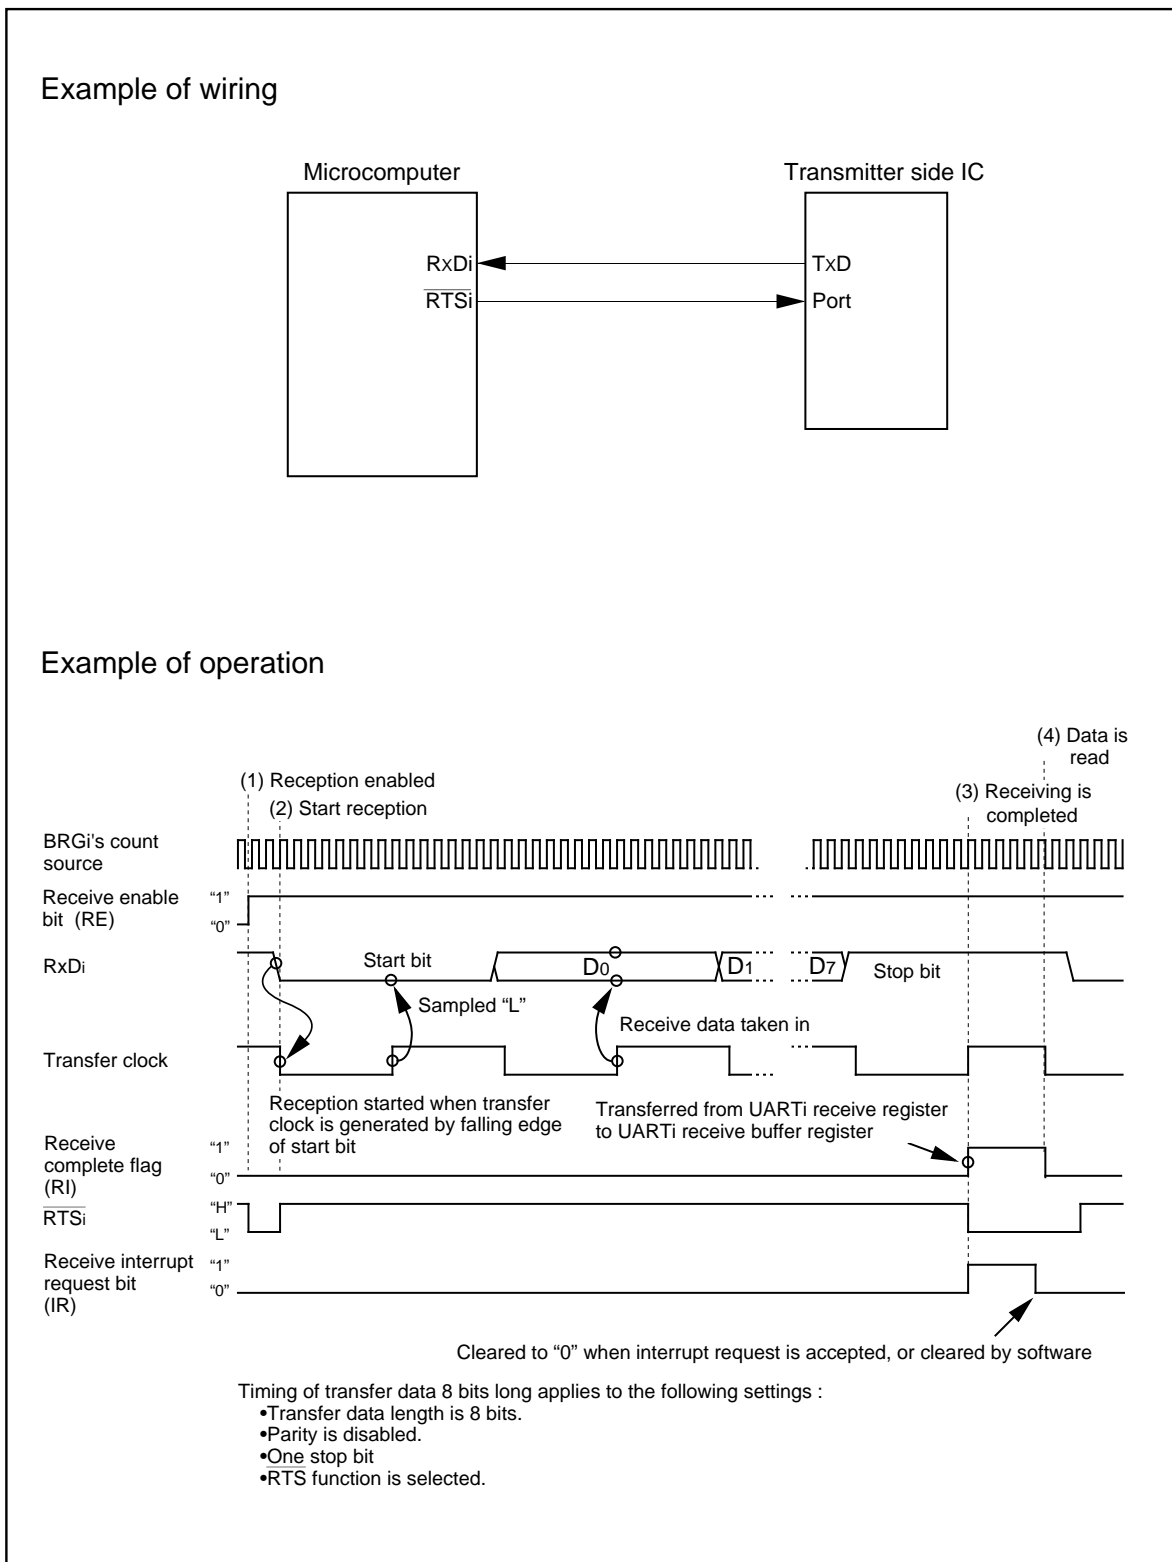 Example of wiring
Microcomputer
Transmitter side IC
RxDi
TxD
RTSi
Port
Example of operation
(4) Data is
read
(1) Reception enabled
(3) Receiving is
completed
(2) Start reception
BRGi's count
source
Receive enable
bit (RE)
“1”
“0”
RxDi
Start bit
D0
D1
D7
Stop bit
Sampled “L”
Receive data taken in
Transfer clock
Reception started when transfer
clock is generated by falling edge
of start bit
Transferred from UARTi receive register
to UARTi receive buffer register
Receive
complete flag
(RI)
“1”
“0”
RTSi
“H”
“L”
Receive interrupt
request bit
(IR)
“1”
“0”
Cleared to “0” when interrupt request is accepted, or cleared by software
Timing of transfer data 8 bits long applies to the following settings :
•Transfer data length is 8 bits.
•Parity is disabled.
•One stop bit
•RTS function is selected.